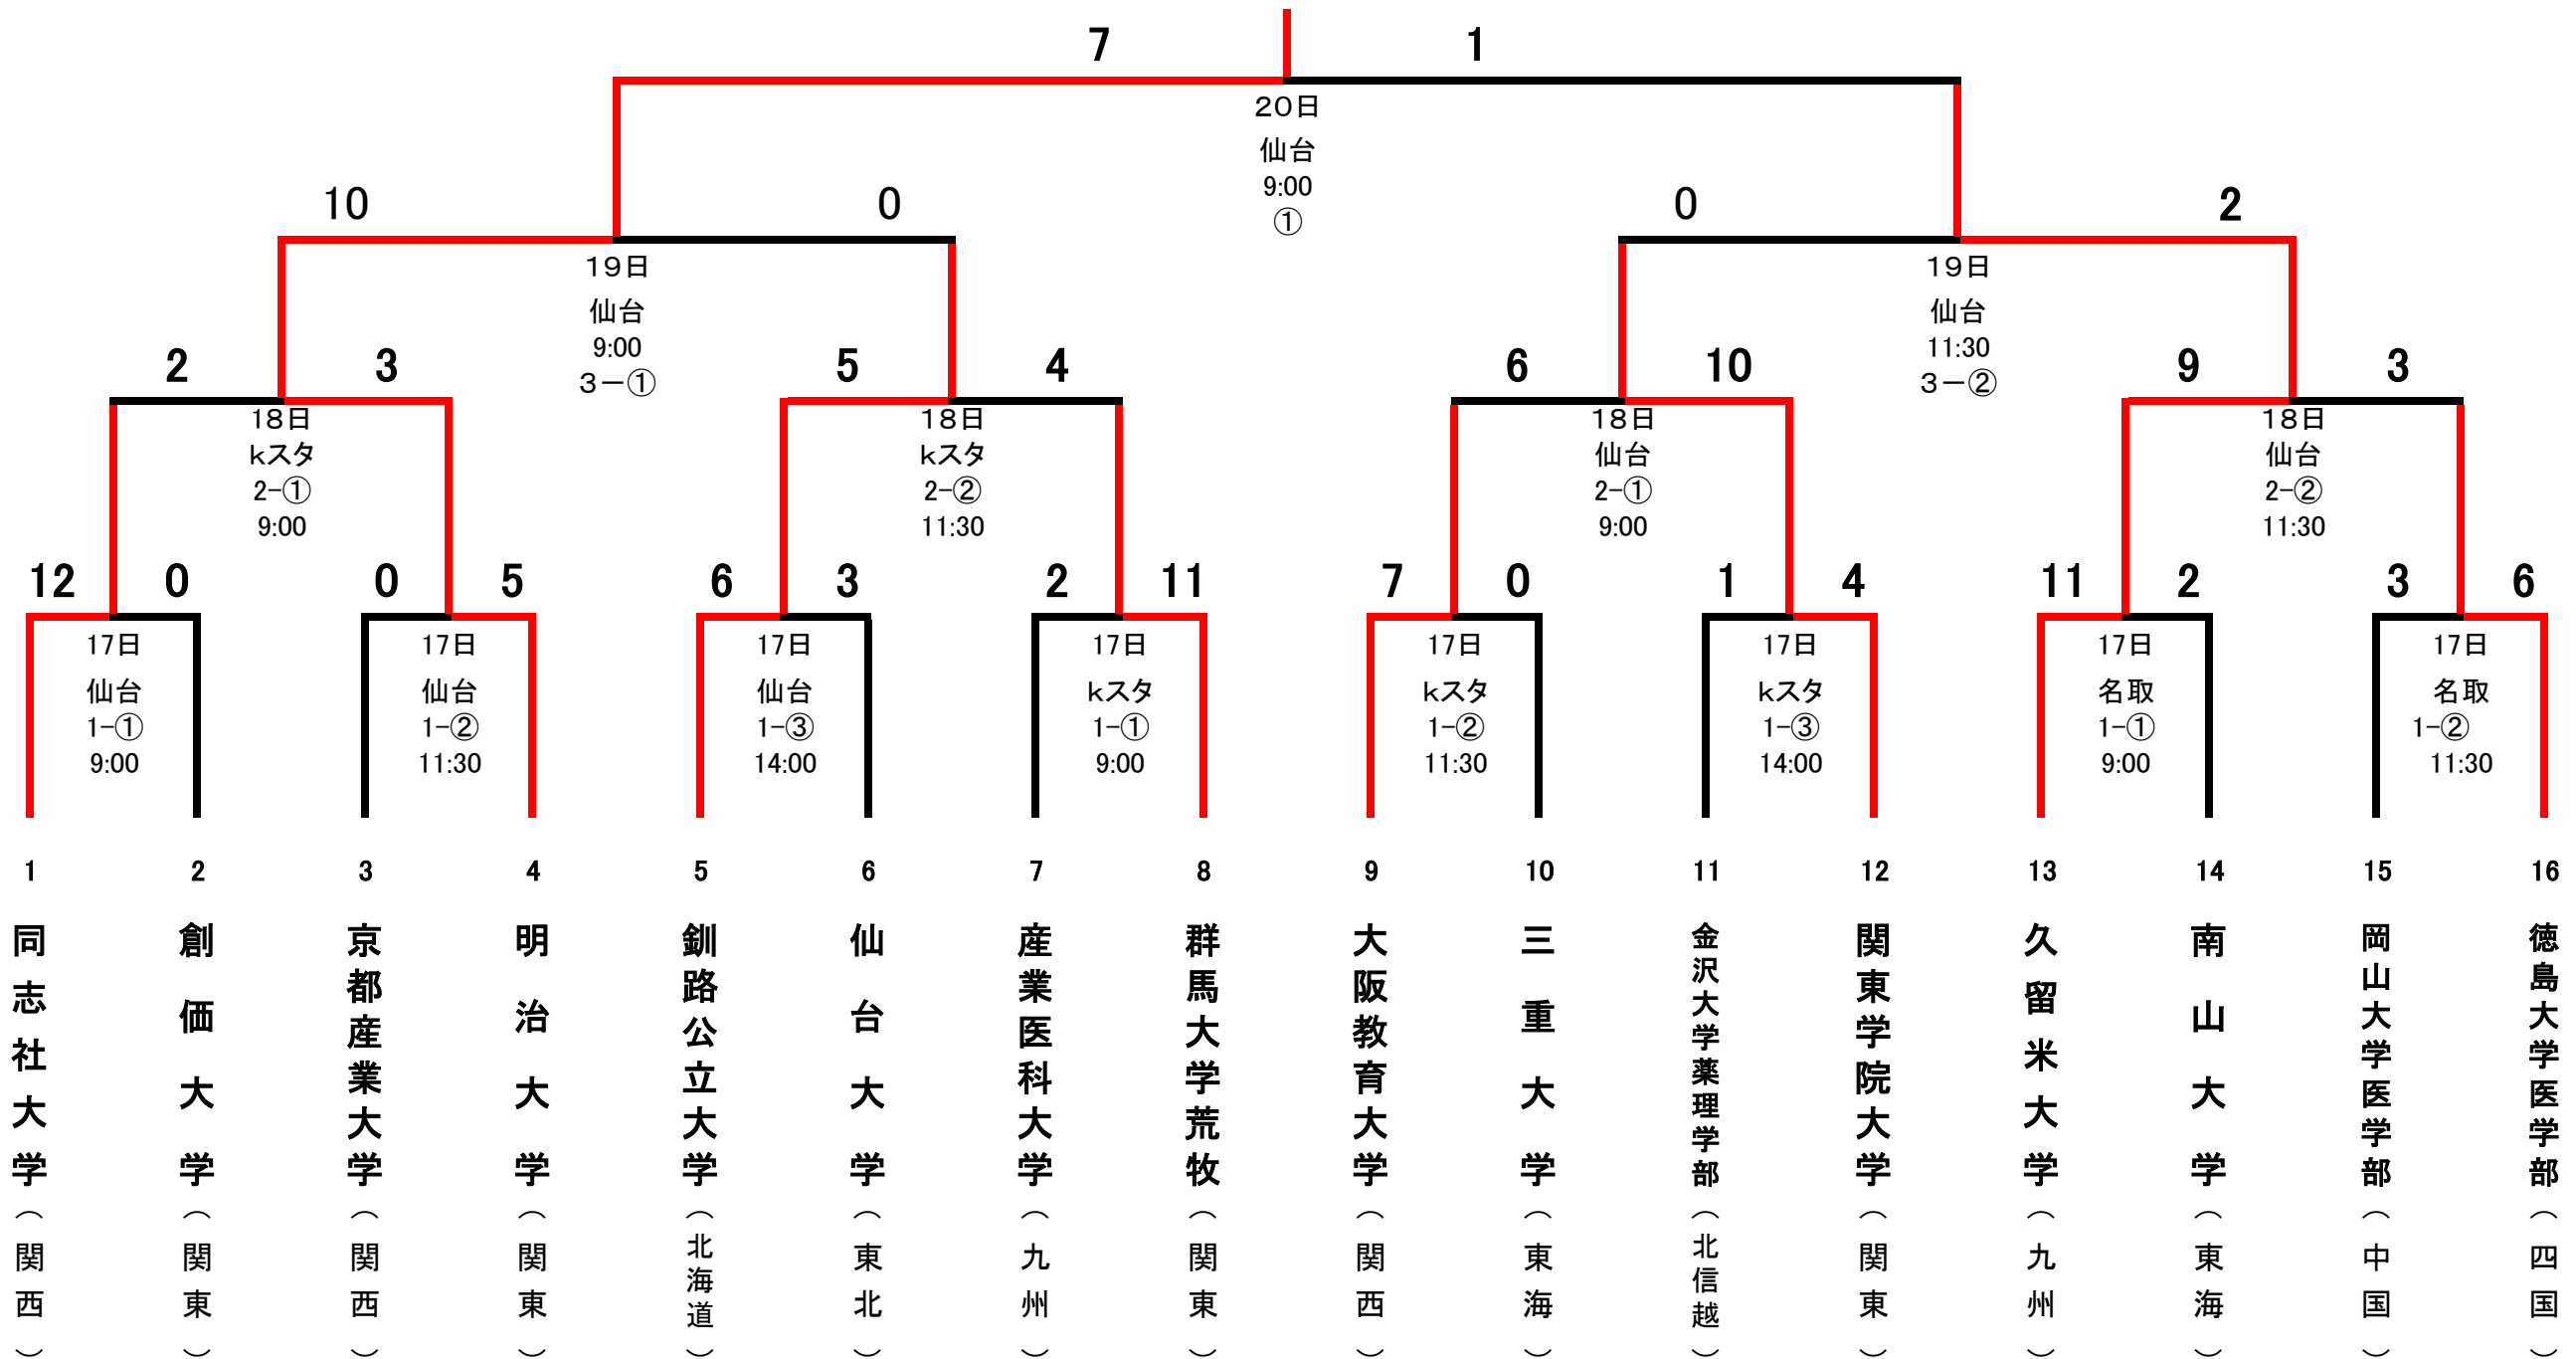 7 1
２０日
仙台
9:00
①
10 0 0 2
１９日 １９日
仙台 仙台
9:00 11:30
３－① ３－②
2 3 5 4 6 10 9 3
１８日 １８日 １８日 １８日
ｋスタ ｋスタ 仙台 仙台
2-① 2-② 2-① 2-②
9:00 11:30 9:00 11:30
12 0 0 5 6 3 2 11 7 0 1 4 11 2 3 6
17日 17日 17日 17日 17日 17日 17日 17日
仙台 仙台 仙台 ｋスタ ｋスタ ｋスタ 名取 名取
1-① 1-② 1-③ 1-① 1-② 1-③ 1-① 1-②
9:00 11:30 14:00 9:00 11:30 14:00 9:00 11:30
1 2 3 4 5 6 7 8 9 10 11 12 13 14 15 16
同志社大学（関西）
創価大学（関東）
京都産業大学（関西）
明治大学（関東）
釧路公立大学（北海道）
仙台大学（東北）
産業医科大学（九州）
群馬大学荒牧（関東）
大阪教育大学（関西）
三重大学（東海）
金沢大学薬理学部（北信越）
関東学院大学（関東）
久留米大学（九州）
南山大学（東海）
岡山大学医学部（中国）
徳島大学医学部（四国）